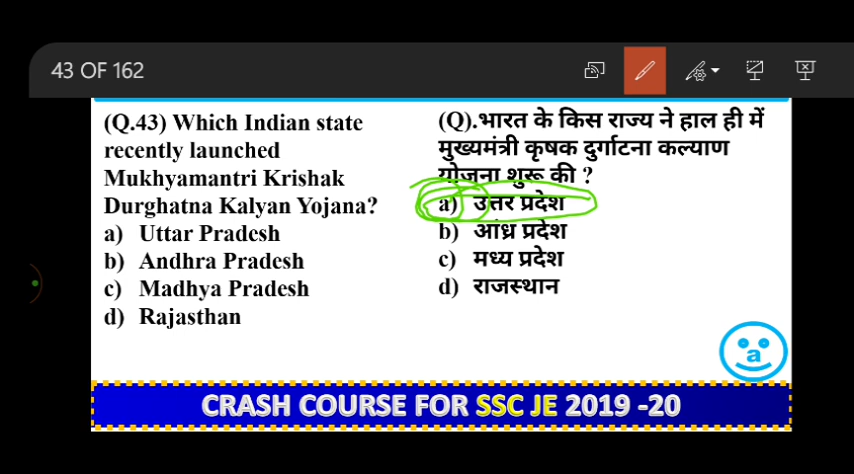 43 OF 162
(Q.43) Which Indian state
recently launched
Mukhyamantri Krishak
Durghatna Kalyan Yojana?
a) Uttar Pradesh
b) Andhra Pradesh
c) Madhya Pradesh
d) Rajasthan
(Q).भारत के किस राज्य ने हाल ही में
मुख्यमंत्री कृषक दुर्गाटना कल्याण
योजना शुरू की ?
a) उत्तर प्रदेश
b) आंध्र प्रदेश
c) मध्य प्रदेश
d) राजस्थान
a
CRASH COURSE FOR SSC JE 2019 -20